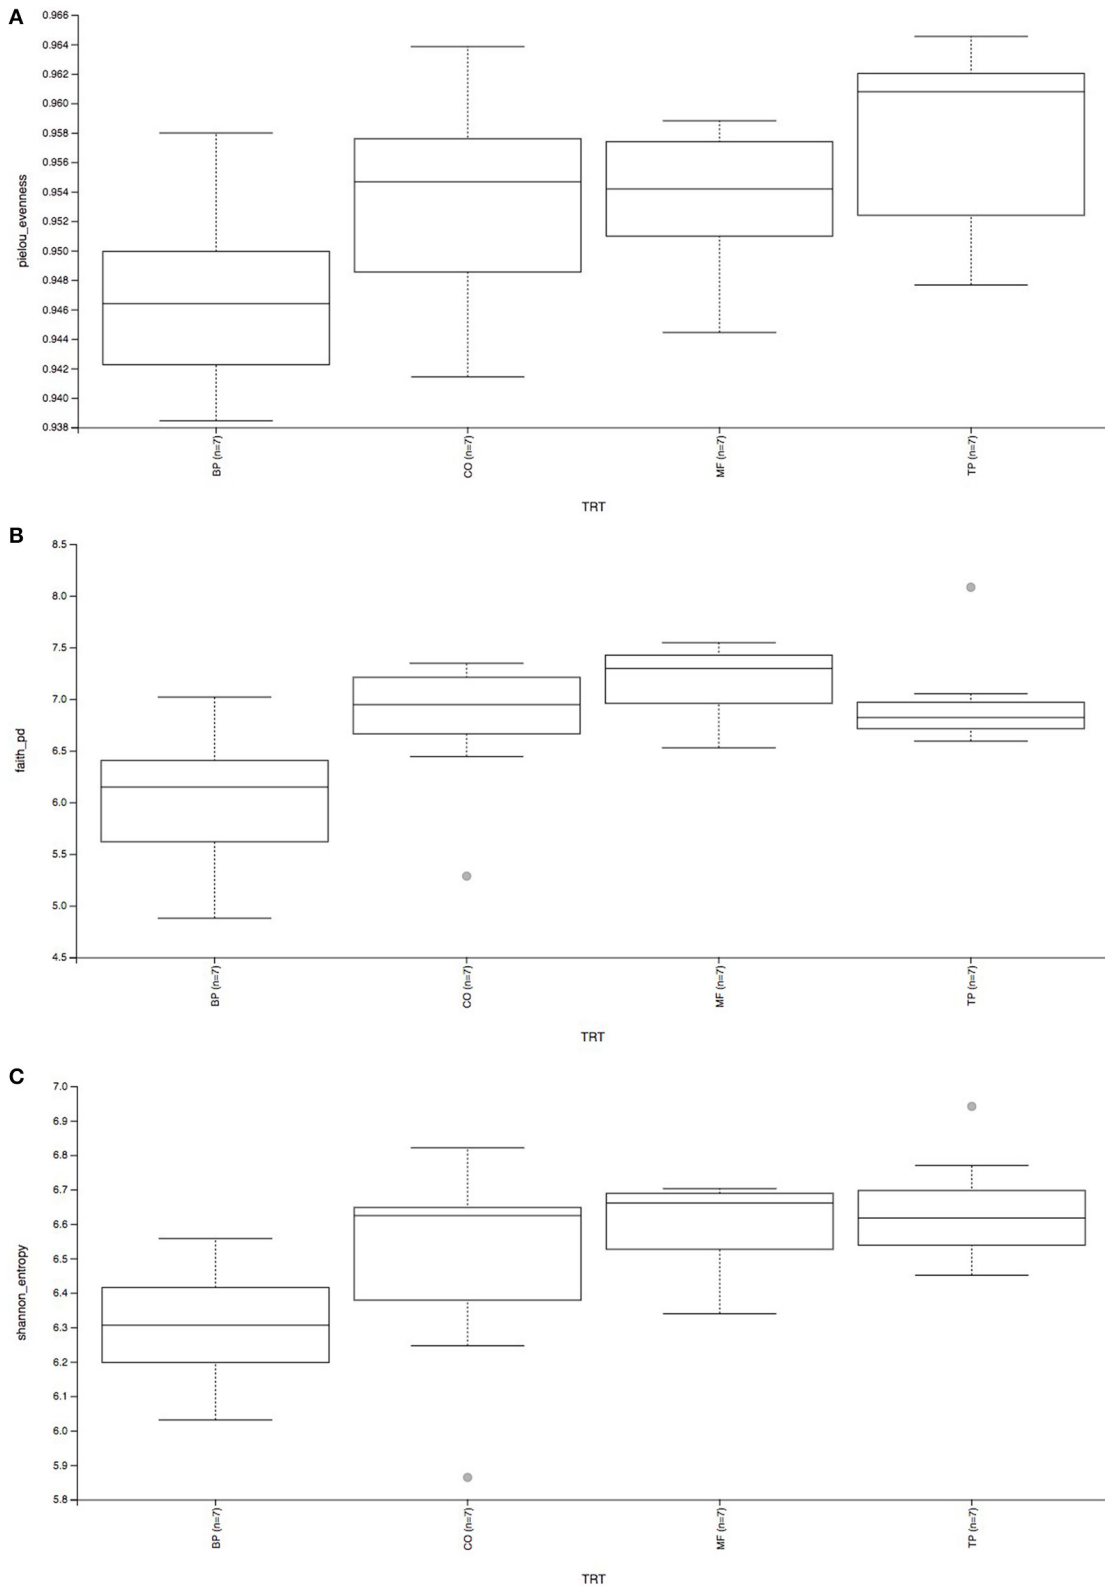 A
0.966
0.964
0.962
0.960
0.958
0.956
0.954
0.952
0.950
0.948
0.946
0.944
0.942
0.940
0.938
pielou_evenness
BP (n=7)
CO (n=7)
MF (n=7)
TP (n=7)
TRT
B
8.5
8.0
7.5
7.0
6.5
6.0
5.5
5.0
4.5
faith_pd
BP (n=7)
CO (n=7)
MF (n=7)
TP (n=7)
TRT
C
7.0
6.9
6.8
6.7
6.6
6.5
6.4
6.3
6.2
6.1
6.0
5.9
5.8
shannon_entropy
BP (n=7)
CO (n=7)
MF (n=7)
TP (n=7)
TRT